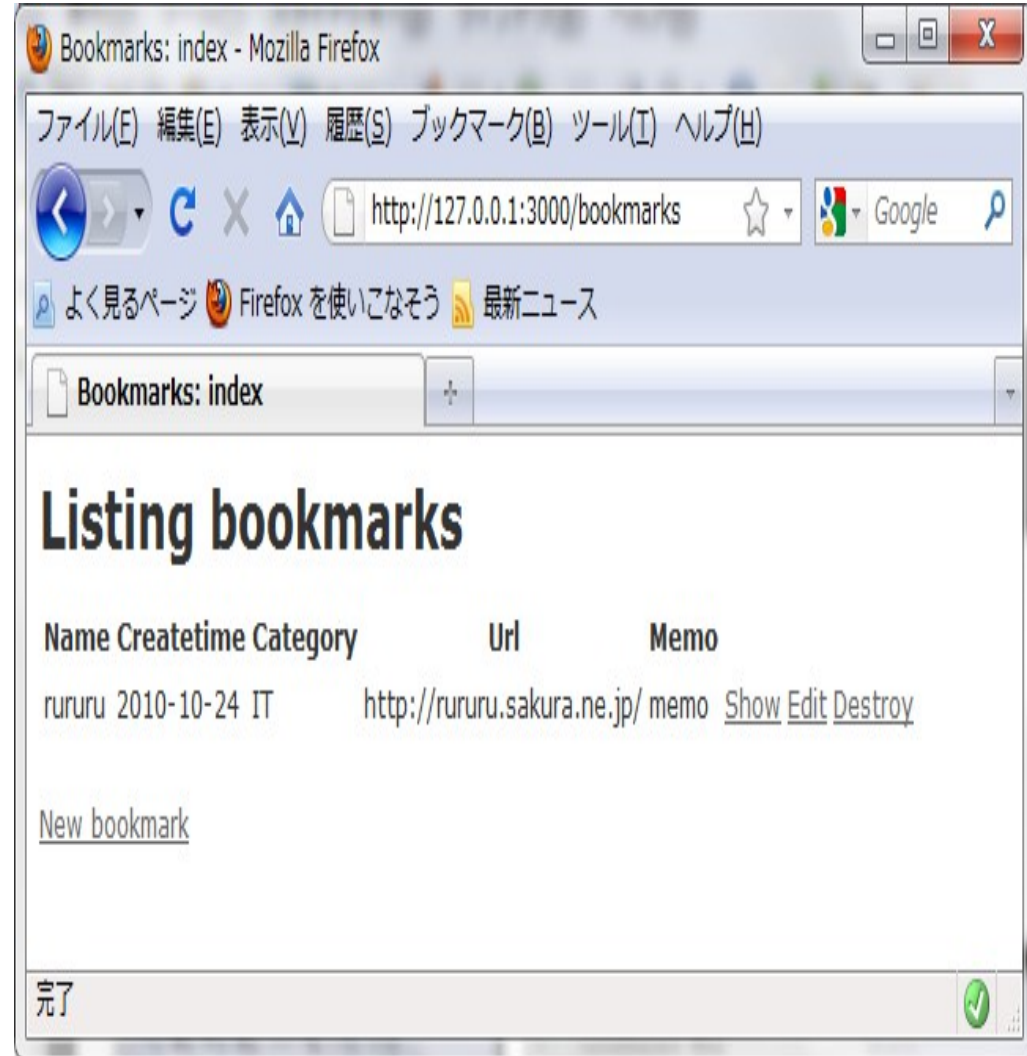 Bookmarks: index - Mozilla Firefox
ファイル(F) 編集(E) 表示(V) 履歴(S) ブックマーク(B) ツール(T) ヘルプ(H)
http://127.0.0.1:3000/bookmarks Google
よく見るページ Firefox を使いこなそう 最新ニュース
Bookmarks: index
Listing bookmarks
Name Createtime Category Url Memo
rururu 2010-10-24 IT http://rururu.sakura.ne.jp/ memo Show Edit Destroy
New bookmark
完了